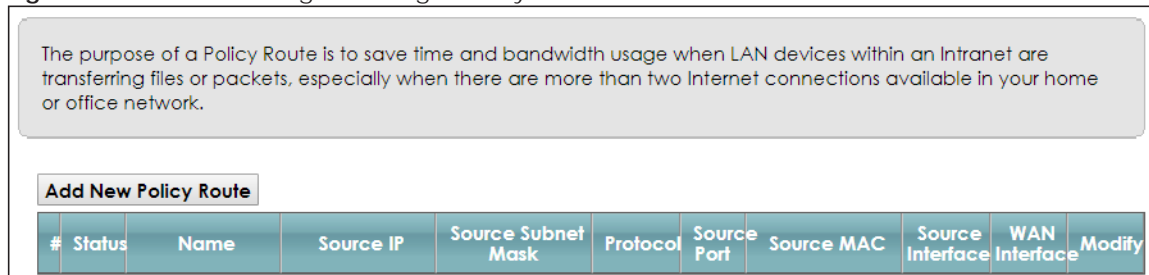 The purpose of a Policy Route is to save time and bandwidth usage when LAN devices within an Intranet are
transferring files or packets, especially when there are more than two Internet connections available in your home
or office network.
Add New Policy Route
# Status Name Source IP Source Subnet Mask Protocol Source Port Source MAC Source Interface WAN Interface Modify